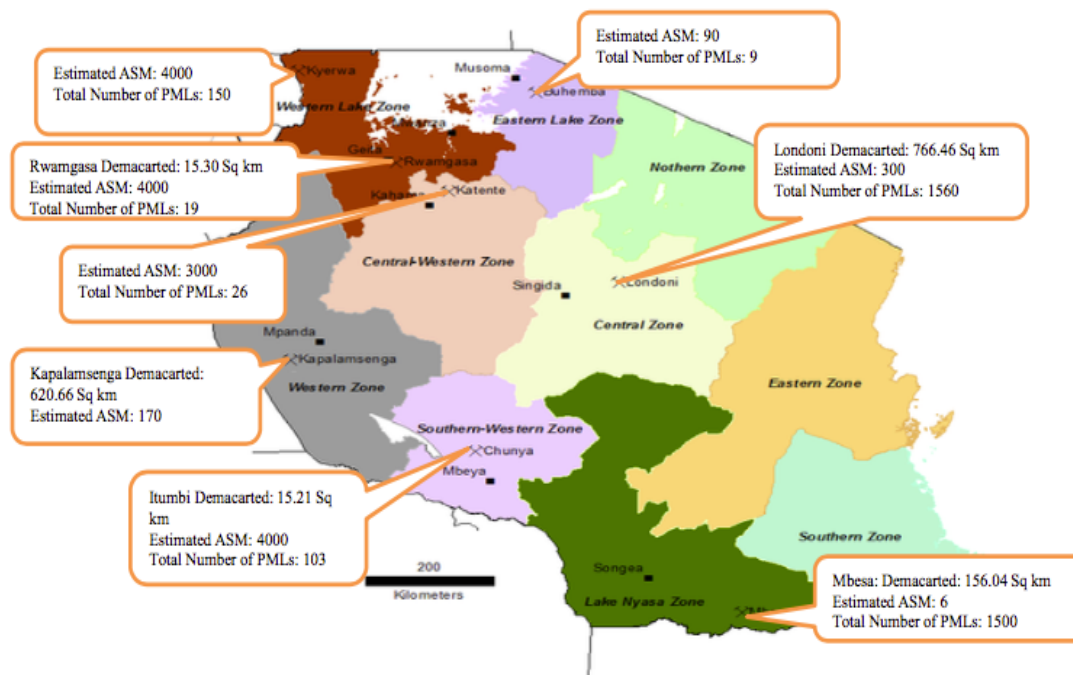 Estimated ASM: 4000
Total Number of PMLs: 150
Estimated ASM: 90
Total Number of PMLs: 9
Musoma
Kyerwa
Buhemba
Western Lake Zone
Eastern Lake Zone
Rwamgasa Demacarted: 15.30 Sq km
Estimated ASM: 4000
Total Number of PMLs: 19
Rwamgasa
Nothern Zone
Londoni Demacarted: 766.46 Sq km
Estimated ASM: 300
Total Number of PMLs: 1560
Katente
Estimated ASM: 3000
Total Number of PMLs: 26
Central-Western Zone
Singida
Londoni
Central Zone
Mpanda
Kapalamsenga
Western Zone
Kapalamsenga Demacarted:
620.66 Sq km
Estimated ASM: 170
Eastern Zone
Southern-Western Zone
Chunya
Mbeya
Itumbi Demacarted: 15.21 Sq
km
Estimated ASM: 4000
Total Number of PMLs: 103
Southern Zone
200
Kilometers
Songea
Lake Nyasa Zone
Mbesa: Demacarted: 156.04 Sq km
Estimated ASM: 6
Total Number of PMLs: 1500